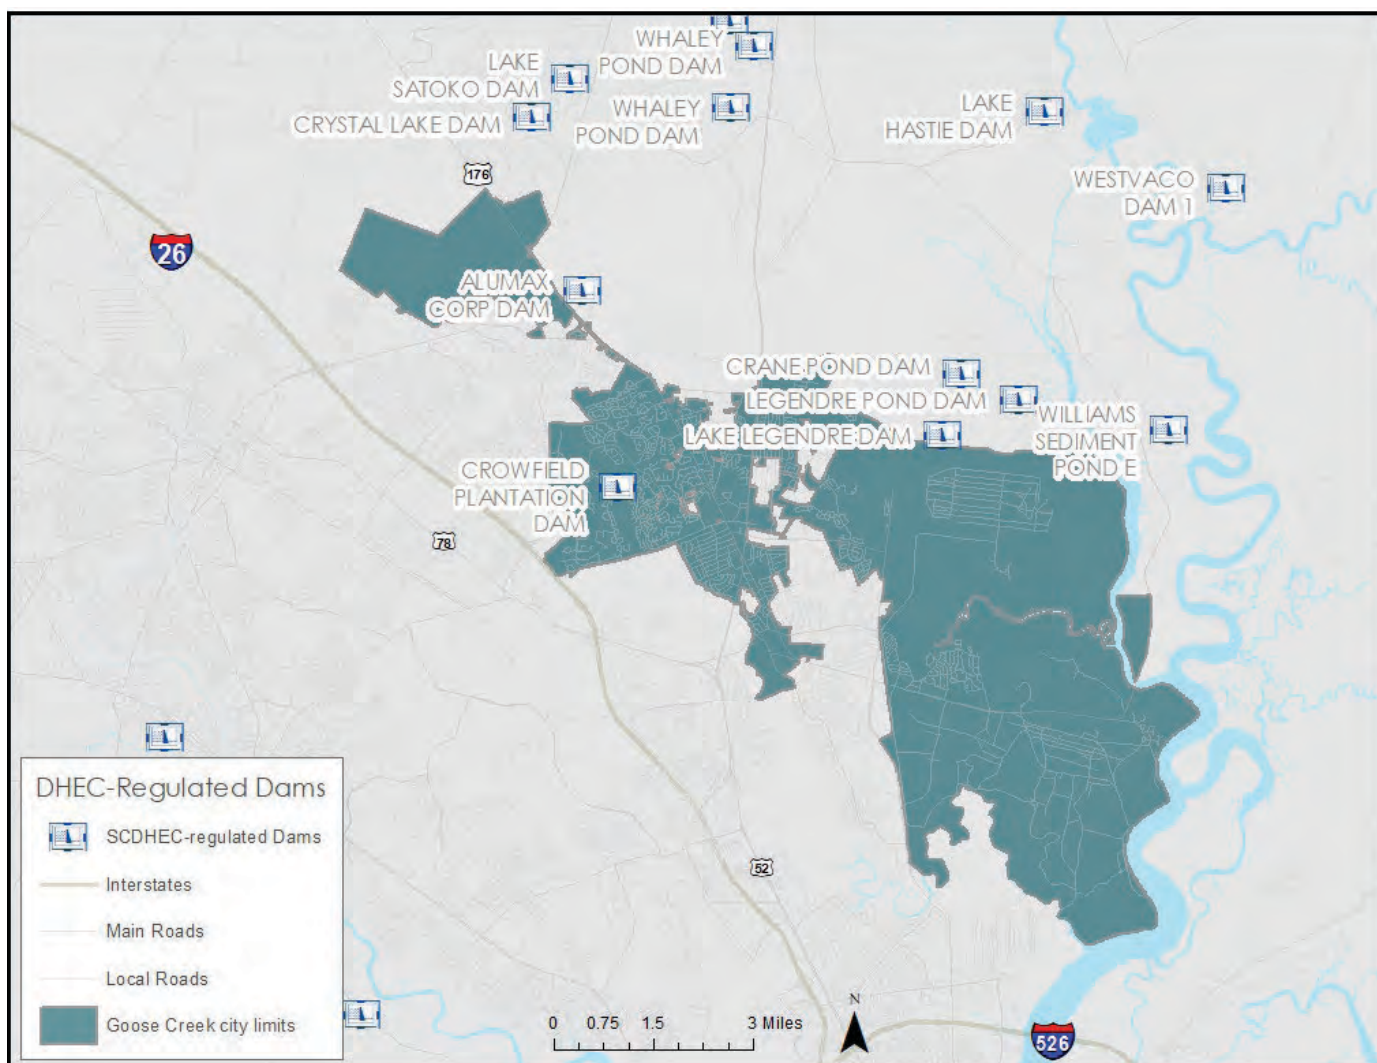 WHALEY
POND DAM
LAKE
SATOKO DAM
CRYSTAL LAKE DAM
WHALEY
POND DAM
LAKE
HASTIE DAM
WESTVACO
DAM 1
176
26
ALUMAX
CORP DAM
CRANE POND DAM
LEGENDRE POND DAM
LAKE LEGENDRE DAM
WILLIAMS
SEDIMENT
POND E
CROWFIELD
PLANTATION
DAM
78
52
DHEC-Regulated Dams
SCDHEC-regulated Dams
Interstates
Main Roads
Local Roads
Goose Creek city limits
0 0.75 1.5 3 Miles
N
526